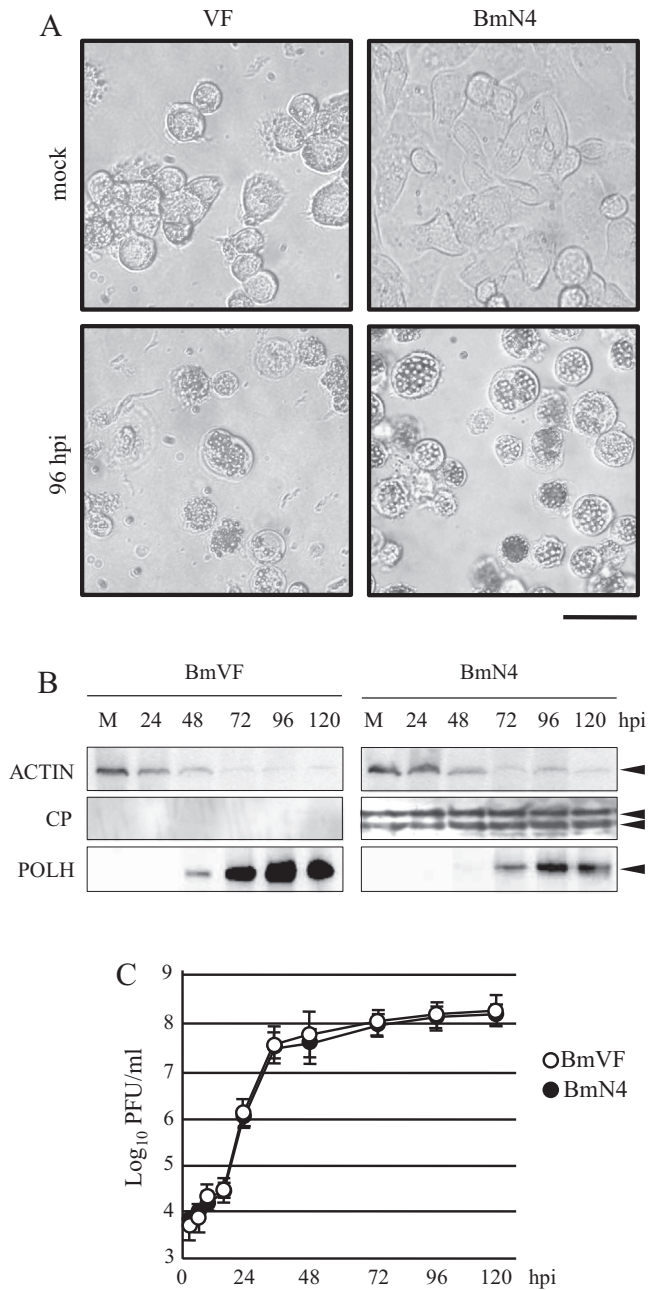 A
VF
BmN4
mock
96 hpi
B
BmVF
BmN4
M 24 48 72 96 120
M 24 48 72 96 120 hpi
ACTIN
CP
POLH
C
Log10 PFU/ml
9
8
7
6
5
4
3
0 24 48 72 96 120 hpi
BmVF
BmN4